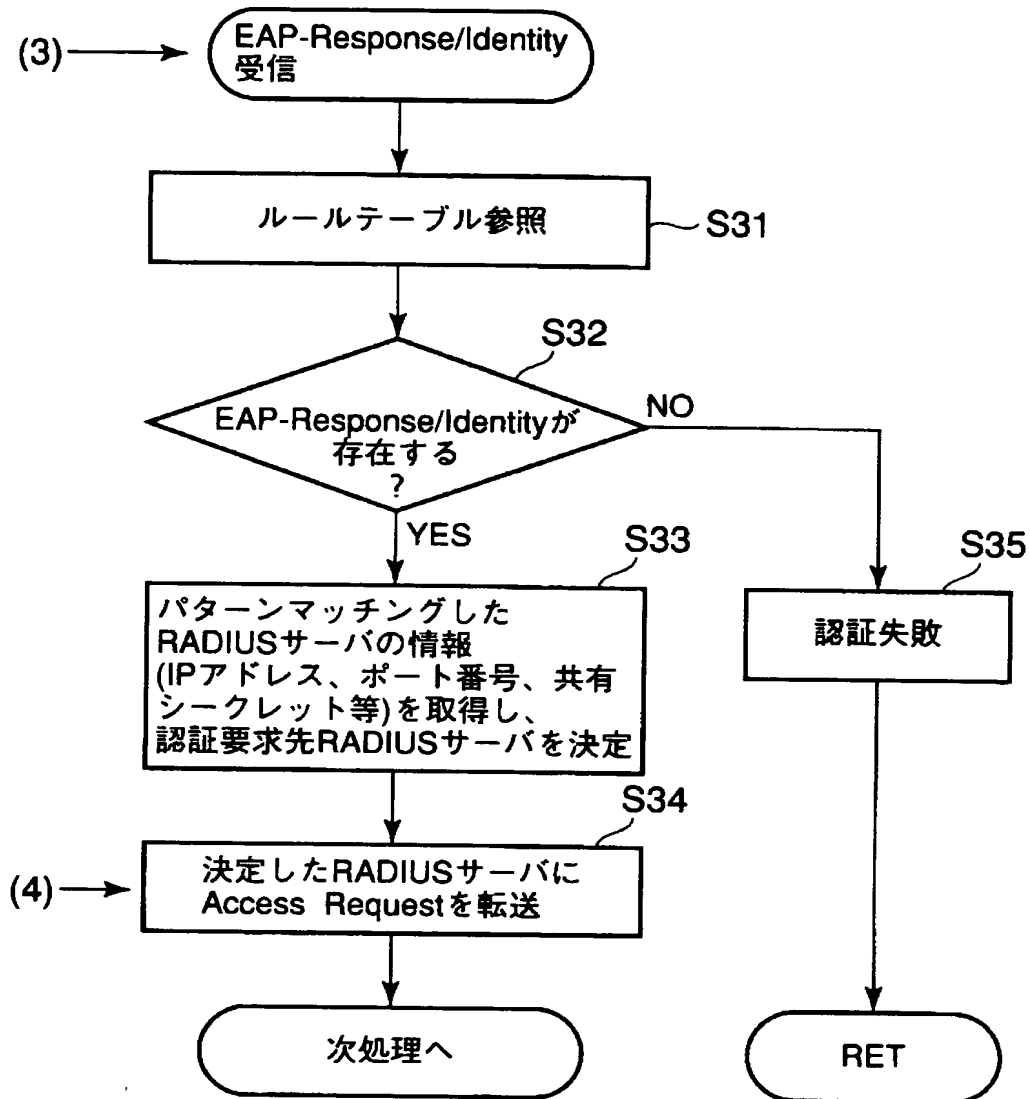 (3)
EAP-Response/Identity
受信
ルールテーブル参照
S31
S32
EAP-Response/Identityが
存在する
?
NO
YES
S33
S35
パターンマッチングした
RADIUSサーバの情報
(IPアドレス、ポート番号、共有
シークレット等)を取得し、
認証要求先RADIUSサーバを決定
認証失敗
S34
(4)
決定したRADIUSサーバに
Access Requestを転送
次処理へ
RET